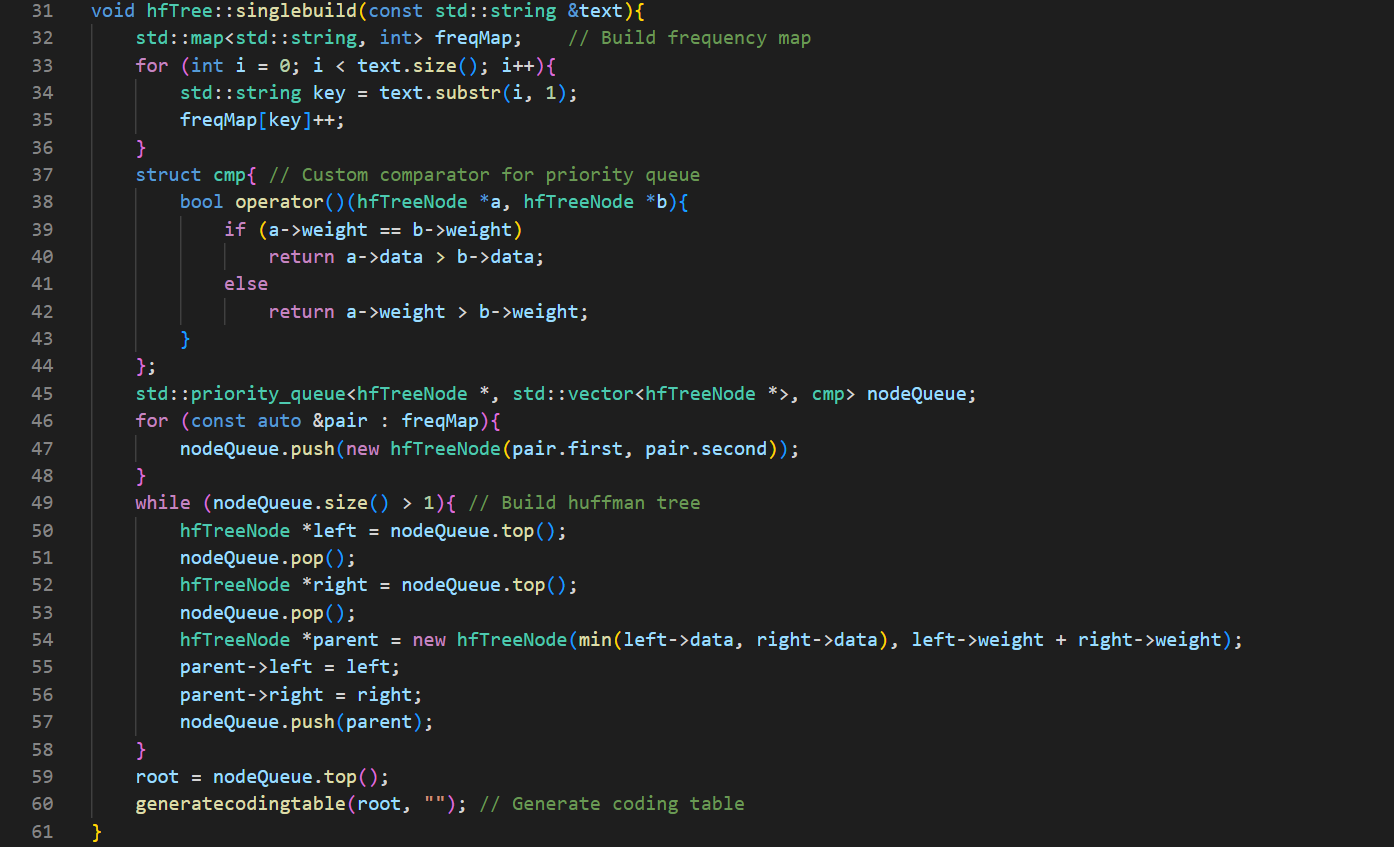 31 void hfTree::singlebuild(const std::string &text){
32 std::map<std::string, int> freqMap; // Build frequency map
33 for (int i = 0; i < text.size(); i++){
34 std::string key = text.substr(i, 1);
35 freqMap[key]++;
36 }
37 struct cmp{ // Custom comparator for priority queue
38 bool operator()(hfTreeNode *a, hfTreeNode *b){
39 if (a->weight == b->weight)
40 return a->data > b->data;
41 else
42 return a->weight > b->weight;
43 }
44 };
45 std::priority_queue<hfTreeNode *, std::vector<hfTreeNode *>, cmp> nodeQueue;
46 for (const auto &pair : freqMap){
47 nodeQueue.push(new hfTreeNode(pair.first, pair.second));
48 }
49 while (nodeQueue.size() > 1){ // Build huffman tree
50 hfTreeNode *left = nodeQueue.top();
51 nodeQueue.pop();
52 hfTreeNode *right = nodeQueue.top();
53 nodeQueue.pop();
54 hfTreeNode *parent = new hfTreeNode(min(left->data, right->data), left->weight + right->weight);
55 parent->left = left;
56 parent->right = right;
57 nodeQueue.push(parent);
58 }
59 root = nodeQueue.top();
60 generatecodingtable(root, ""); // Generate coding table
61 }